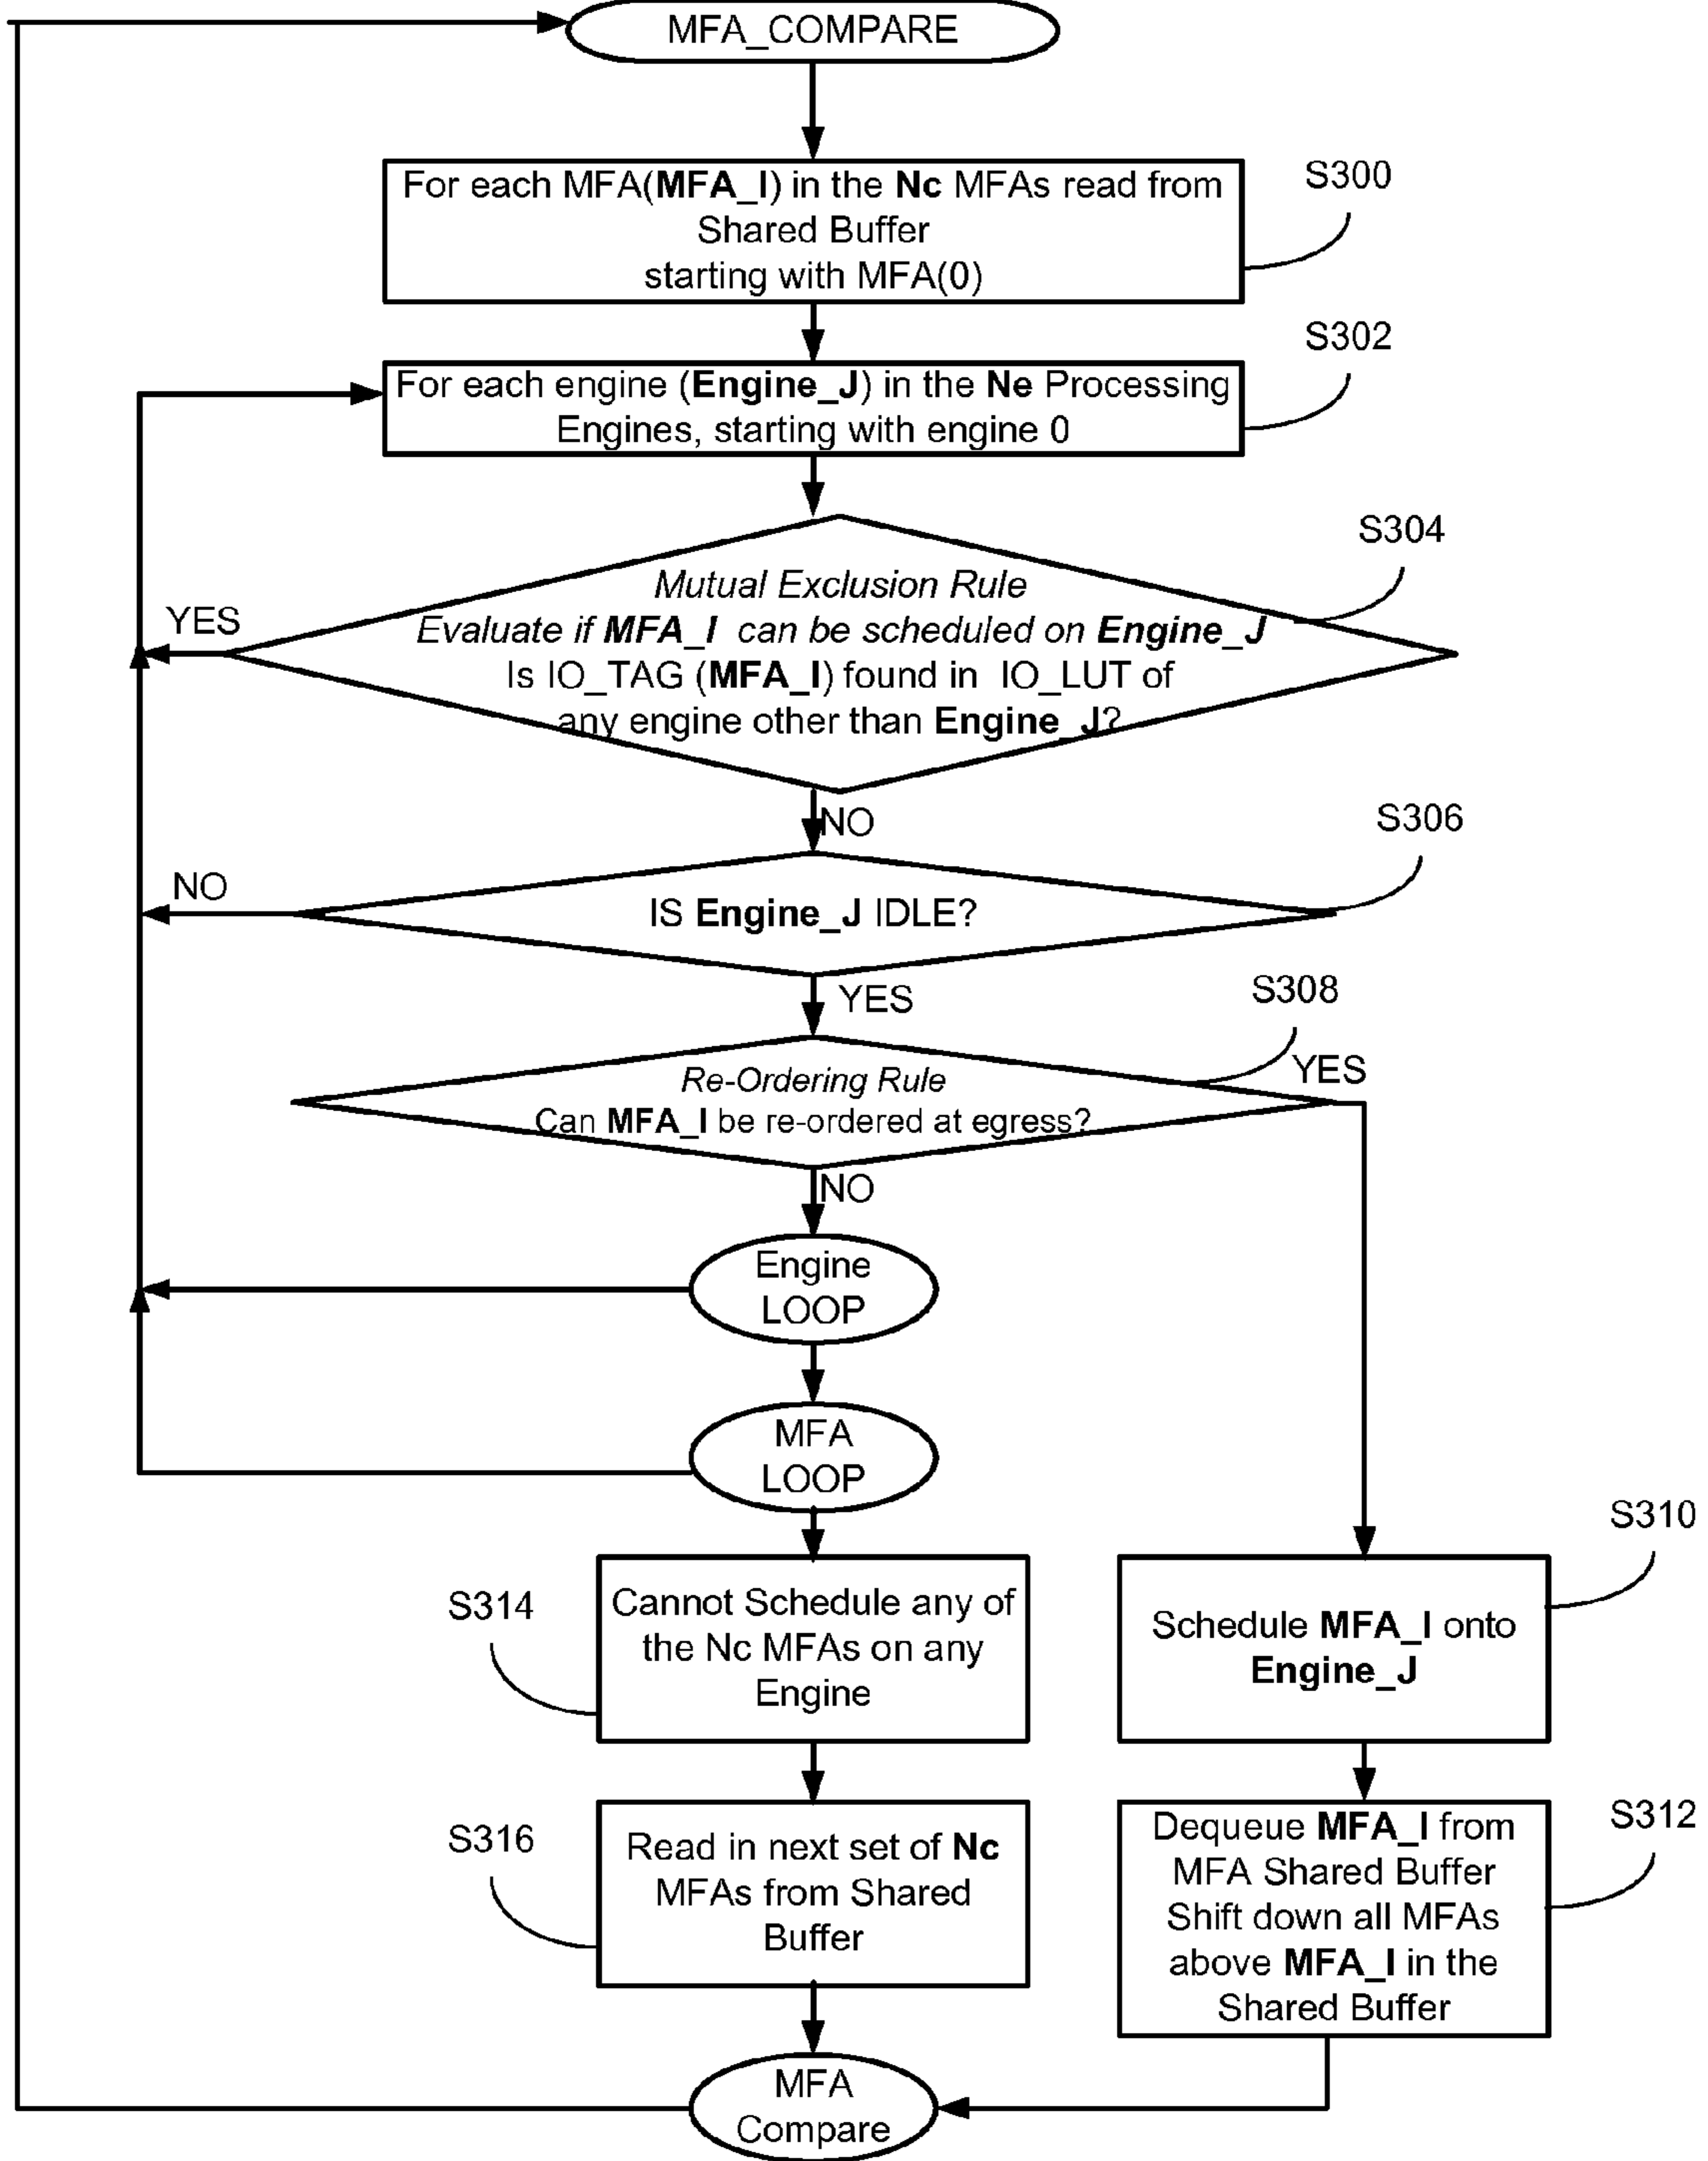 MFA_COMPARE
For each MFA(MFA_I) in the Nc MFAs read from
Shared Buffer
starting with MFA(0)
S300
For each engine (Engine_J) in the Ne Processing
Engines, starting with engine 0
S302
Mutual Exclusion Rule
Evaluate if MFA_I can be scheduled on Engine_J
Is IO_TAG (MFA_I) found in IO_LUT of
any engine other than Engine_J?
S304
YES
NO
IS Engine_J IDLE?
S306
NO
YES
Re-Ordering Rule
Can MFA_I be re-ordered at egress?
S308
YES
NO
Engine
LOOP
MFA
LOOP
S314
Cannot Schedule any of
the Nc MFAs on any
Engine
S310
Schedule MFA_I onto
Engine_J
S316
Read in next set of Nc
MFAs from Shared
Buffer
S312
Dequeue MFA_I from
MFA Shared Buffer
Shift down all MFAs
above MFA_I in the
Shared Buffer
MFA
Compare